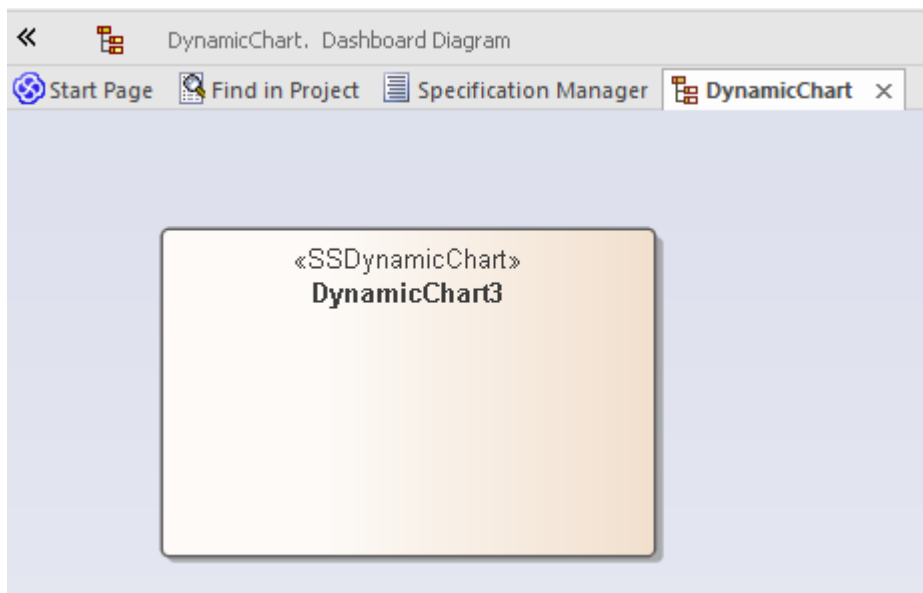 DynamicChart. Dashboard Diagram
Start Page Find in Project Specification Manager DynamicChart
«SSDynamicChart»
DynamicChart3